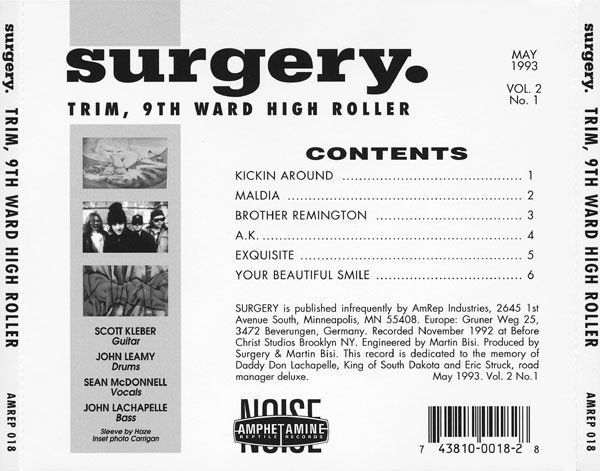 surgery.
TRIM, 9TH WARD HIGH ROLLER
AMREP 018
surgery.
TRIM, 9TH WARD HIGH ROLLER
MAY
1993
VOL. 2
No. 1
CONTENTS
KICKIN AROUND .......... 1
MALDIA .......... 2
BROTHER REMINGTON .......... 3
A.K. .......... 4
EXQUISITE .......... 5
YOUR BEAUTIFUL SMILE .......... 6
SCOTT KLEBER
Guitar
JOHN LEAMY
Drums
SEAN McDONNELL
Vocals
JOHN LACHAPELLE
Bass
Sleeve by Haze
Inset photo Corrigan
SURGERY is published infrequently by AmRep Industries, 2645 1st
Avenue South, Minneapolis, MN 55408. Europe: Gruner Weg 25,
3472 Beverungen, Germany. Recorded November 1992 at Before
Christ Studios Brooklyn NY. Engineered by Martin Bisi. Produced by
Surgery & Martin Bisi. This record is dedicated to the memory of
Daddy Don Lachapelle, King of South Dakota and Eric Struck, road
manager deluxe. May 1993. Vol. 2 No.1
NOISE
AMPHETAMINE
REPTILE RECORDS
NOISE
7 43810-0018-2 8
surgery.
TRIM, 9TH WARD HIGH ROLLER
AMREP 018